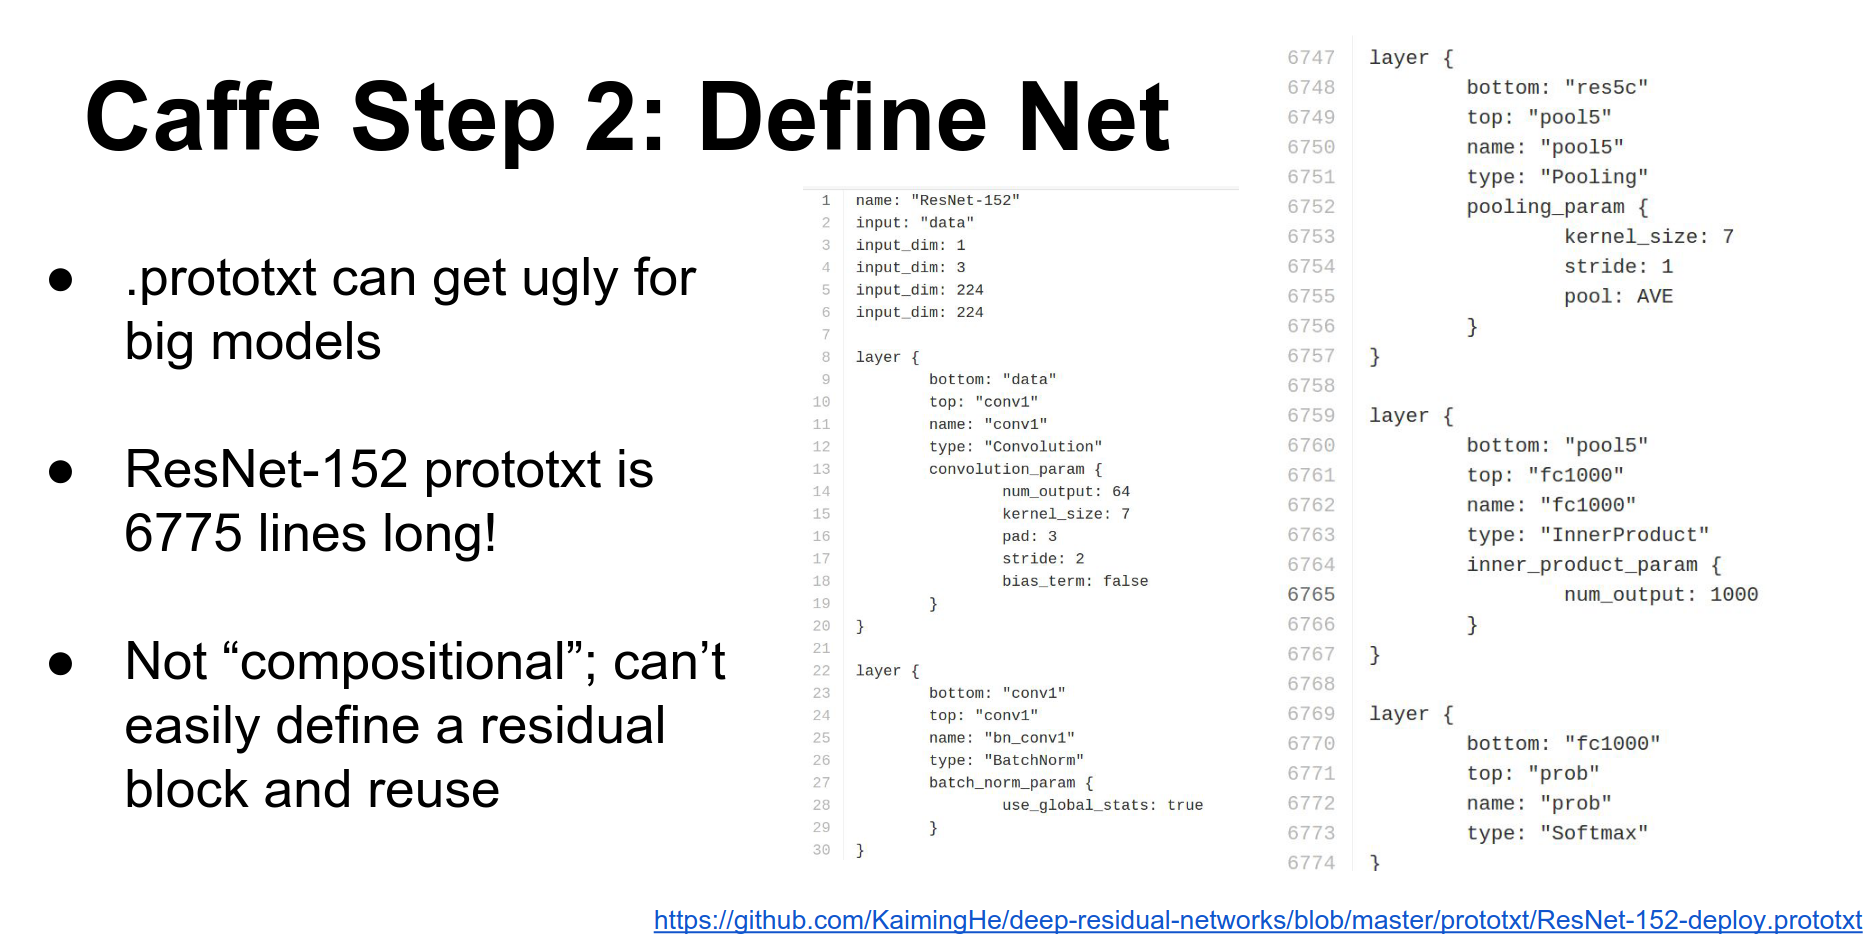 Caffe Step 2: Define Net
● .prototxt can get ugly for
big models
● ResNet-152 prototxt is
6775 lines long!
● Not “compositional”; can’t
easily define a residual
block and reuse
1 name: "ResNet-152"
2 input: "data"
3 input_dim: 1
4 input_dim: 3
5 input_dim: 224
6 input_dim: 224
7
8 layer {
9 bottom: "data"
10 top: "conv1"
11 name: "conv1"
12 type: "Convolution"
13 convolution_param {
14 num_output: 64
15 kernel_size: 7
16 pad: 3
17 stride: 2
18 bias_term: false
19 }
20 }
21
22 layer {
23 bottom: "conv1"
24 top: "conv1"
25 name: "bn_conv1"
26 type: "BatchNorm"
27 batch_norm_param {
28 use_global_stats: true
29 }
30 }
6747 layer {
6748 bottom: "res5c"
6749 top: "pool5"
6750 name: "pool5"
6751 type: "Pooling"
6752 pooling_param {
6753 kernel_size: 7
6754 stride: 1
6755 pool: AVE
6756 }
6757 }
6758
6759 layer {
6760 bottom: "pool5"
6761 top: "fc1000"
6762 name: "fc1000"
6763 type: "InnerProduct"
6764 inner_product_param {
6765 num_output: 1000
6766 }
6767 }
6768
6769 layer {
6770 bottom: "fc1000"
6771 top: "prob"
6772 name: "prob"
6773 type: "Softmax"
6774 }
https://github.com/KaimingHe/deep-residual-networks/blob/master/prototxt/ResNet-152-deploy.prototxt